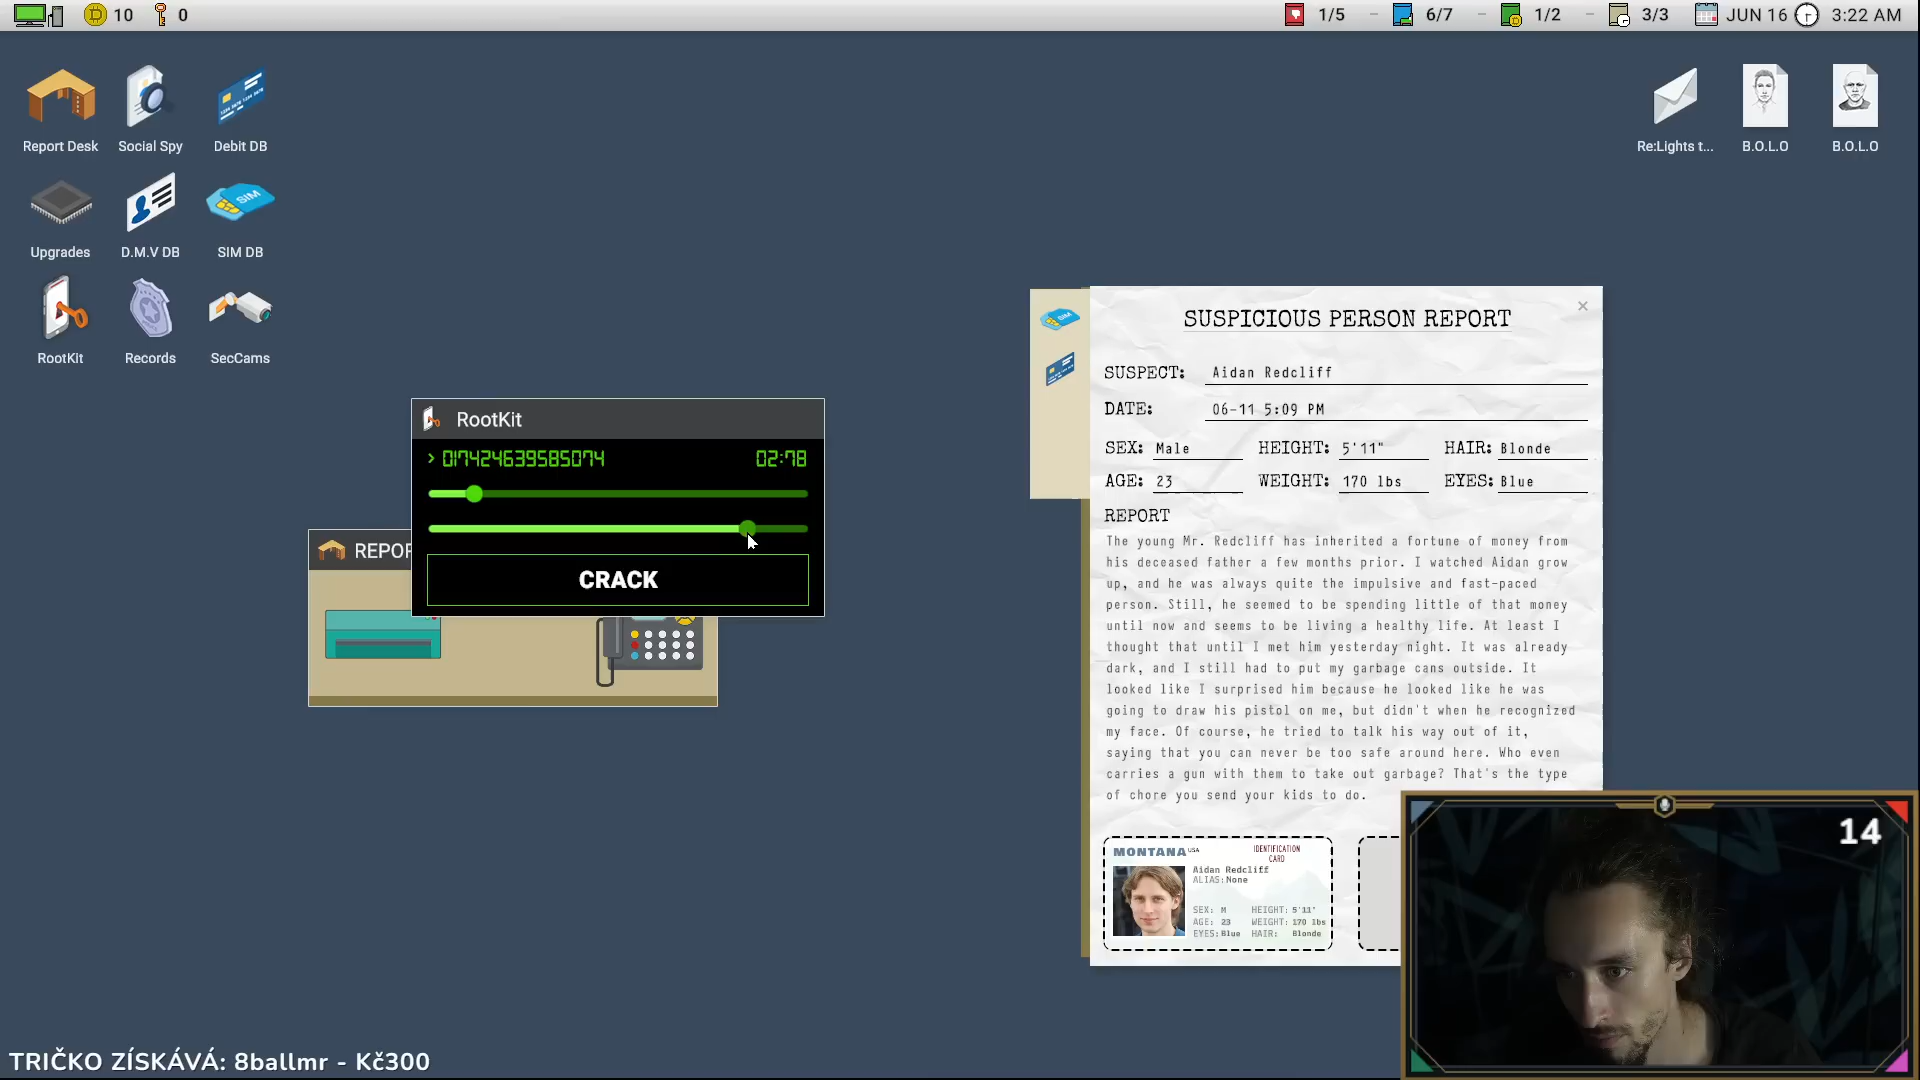 10 0 1/5 - 6/7 - 1/2 - 3/3 JUN 16 3:22 AM
Report Desk Social Spy Debit DB
Re:Lights t... B.O.L.O B.O.L.O
Upgrades D.M.V DB SIM DB
RootKit Records SecCams
RootKit
> 017424639585074 02:78
CRACK
REPOR
SIM
SUSPICIOUS PERSON REPORT
SUSPECT: Aidan Redcliff
DATE: 06-11 5:09 PM
SEX: Male HEIGHT: 5'11" HAIR: Blonde
AGE: 23 WEIGHT: 170 lbs EYES: Blue
REPORT
The young Mr. Redcliff has inherited a fortune of money from
his deceased father a few months prior. I watched Aidan grow
up, and he was always quite the impulsive and fast-paced
person. Still, he seemed to be spending little of that money
until now and seems to be living a healthy life. At least I
thought that until I met him yesterday night. It was already
dark, and I still had to put my garbage cans outside. It
looked like I surprised him because he looked like he was
going to draw his pistol on me, but didn't when he recognized
my face. Of course, he tried to talk his way out of it,
saying that you can never be too safe around here. Who even
carries a gun with them to take out garbage? That's the type
of chore you send your kids to do.
MONTANA USA IDENTIFICATION
CARD
Aidan Redcliff
ALIAS: None
SEX: M HEIGHT: 5'11"
AGE: 23 WEIGHT: 170 lbs
EYES: Blue HAIR: Blonde
14
TRIČKO ZÍSKÁVÁ: 8ballmr - Kč300